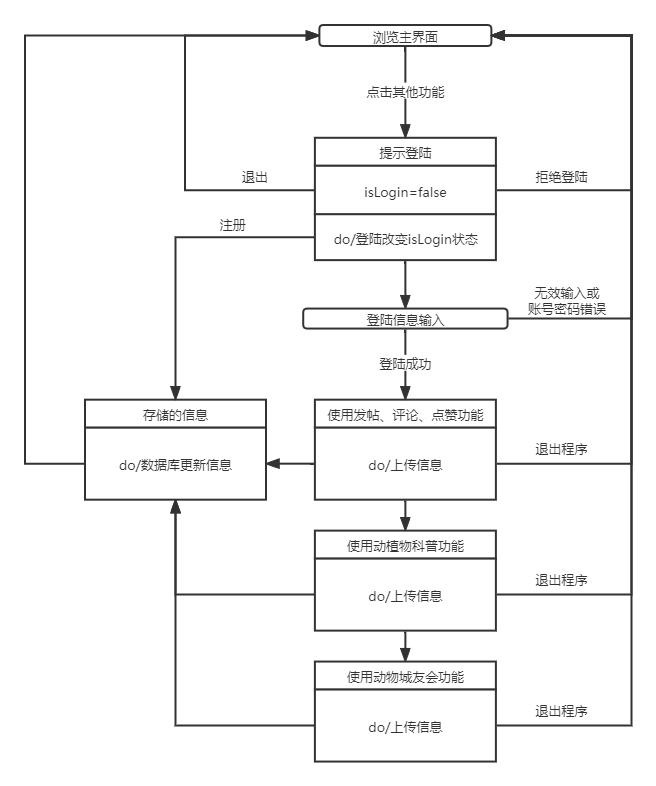 浏览主界面
点击其他功能
提示登陆
退出
isLogin=false
拒绝登陆
注册
do/登陆改变isLogin状态
无效输入或
账号密码错误
登陆信息输入
登陆成功
存储的信息
使用发帖、评论、点赞功能
do/数据库更新信息
do/上传信息
退出程序
使用动植物科普功能
do/上传信息
退出程序
使用动物城友会功能
do/上传信息
退出程序